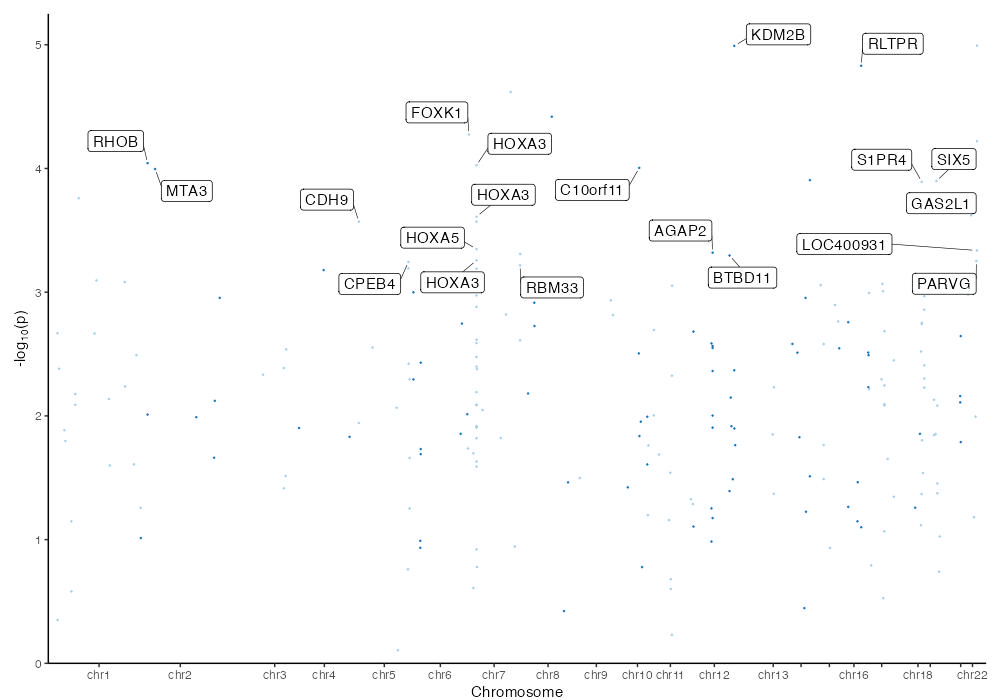 5
KDM2B
RLTPR
FOXK1
RHOB
HOXA3
4
S1PR4
SIX5
MTA3
C10orf11
CDH9
HOXA3
GAS2L1
HOXA5
AGAP2
LOC400931
CPEB4
HOXA3
RBM33
BTBD11
PARVG
3
-log10(p)
2
1
0
chr1 chr2 chr3 chr4 chr5 chr6 chr7 chr8 chr9 chr10 chr11 chr12 chr13 chr14 chr16 chr18 chr22
Chromosome